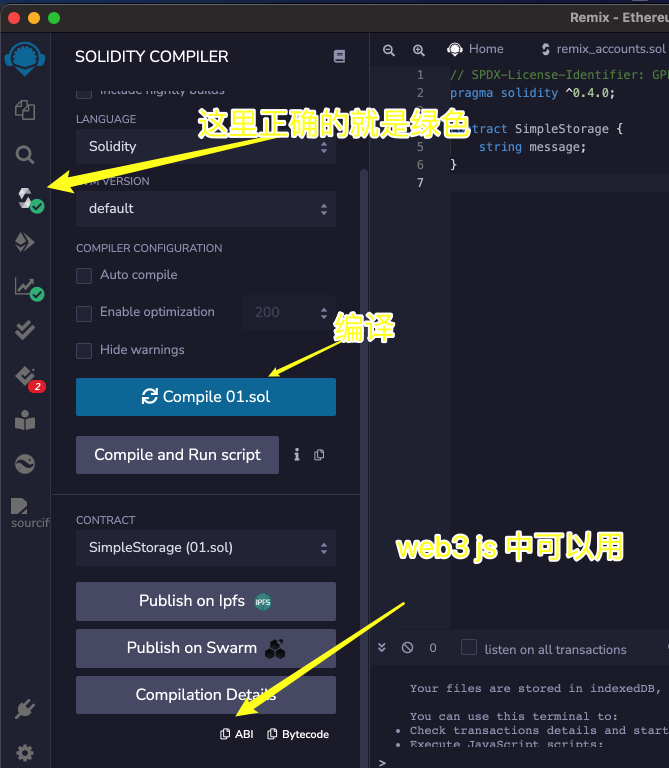 Remix - Ethereu
SOLIDITY COMPILER
Include nightly builds
LANGUAGE
这里正确的就是绿色
Solidity
VERSION
default
COMPILER CONFIGURATION
Auto compile
Enable optimization
200
Hide warnings
编译
Compile 01.sol
Compile and Run script
CONTRACT
SimpleStorage (01.sol)
Publish on Ipfs
IPFS
Publish on Swarm
Compilation Details
ABI
Bytecode
2
sourcif
Home
remix_accounts.sol
1 // SPDX-License-Identifier: GPL
2 pragma solidity ^0.4.0;
contract SimpleStorage {
5 string message;
6 }
7
web3 js 中可以用
0
listen on all transactions
Your files are stored in indexedDB,
You can use this terminal to:
• Check transactions details and start
• Execute JavaScript scripts:
>